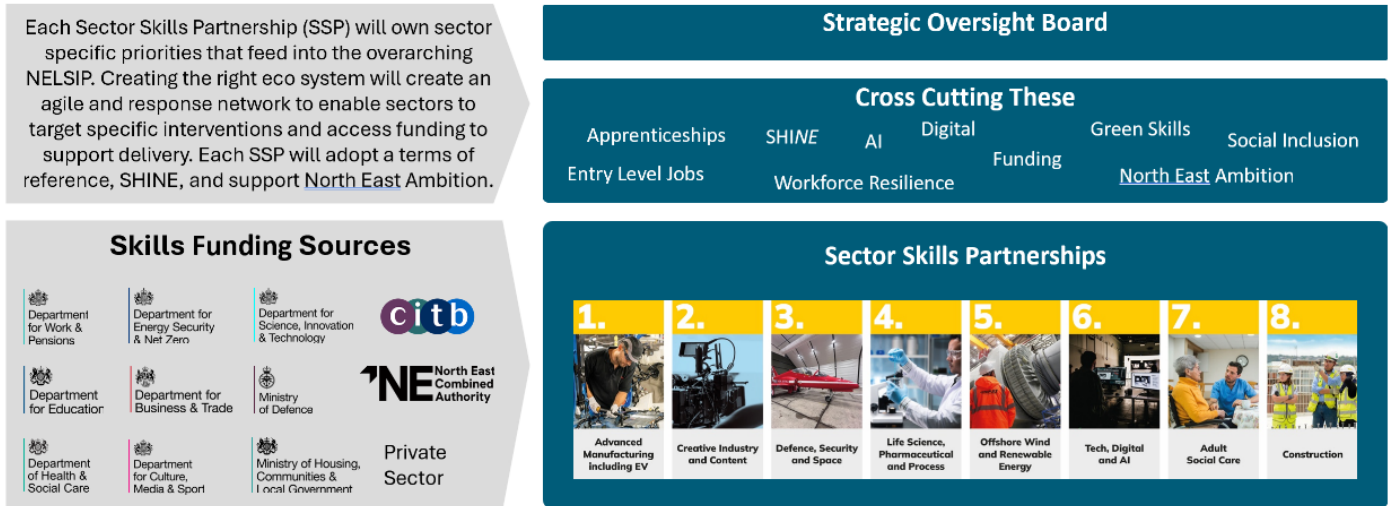 Each Sector Skills Partnership (SSP) will own sector
specific priorities that feed into the overarching
NELSIP. Creating the right eco system will create an
agile and response network to enable sectors to
target specific interventions and access funding to
support delivery. Each SSP will adopt a terms of
reference, SHINE, and support North East Ambition.
Strategic Oversight Board
Cross Cutting These
Apprenticeships
SHINE
AI
Digital
Funding
Green Skills
Social Inclusion
Entry Level Jobs
Workforce Resilience
North East Ambition
Skills Funding Sources
Department
for Work &
Pensions
Department for
Energy Security
& Net Zero
Department for
Science, Innovation
& Technology
citb
Department
for Education
Department for
Business & Trade
Ministry
of Defence
NE North East
Combined
Authority
Department
of Health &
Social Care
Department
for Culture,
Media & Sport
Ministry of Housing,
Communities &
Local Government
Private
Sector
Sector Skills Partnerships
1.
Advanced
Manufacturing
including EV
2.
Creative Industry
and Content
3.
Defence, Security
and Space
4.
Life Science,
Pharmaceutical
and Process
5.
Offshore Wind
and Renewable
Energy
6.
Tech, Digital
and AI
7.
Adult
Social Care
8.
Construction